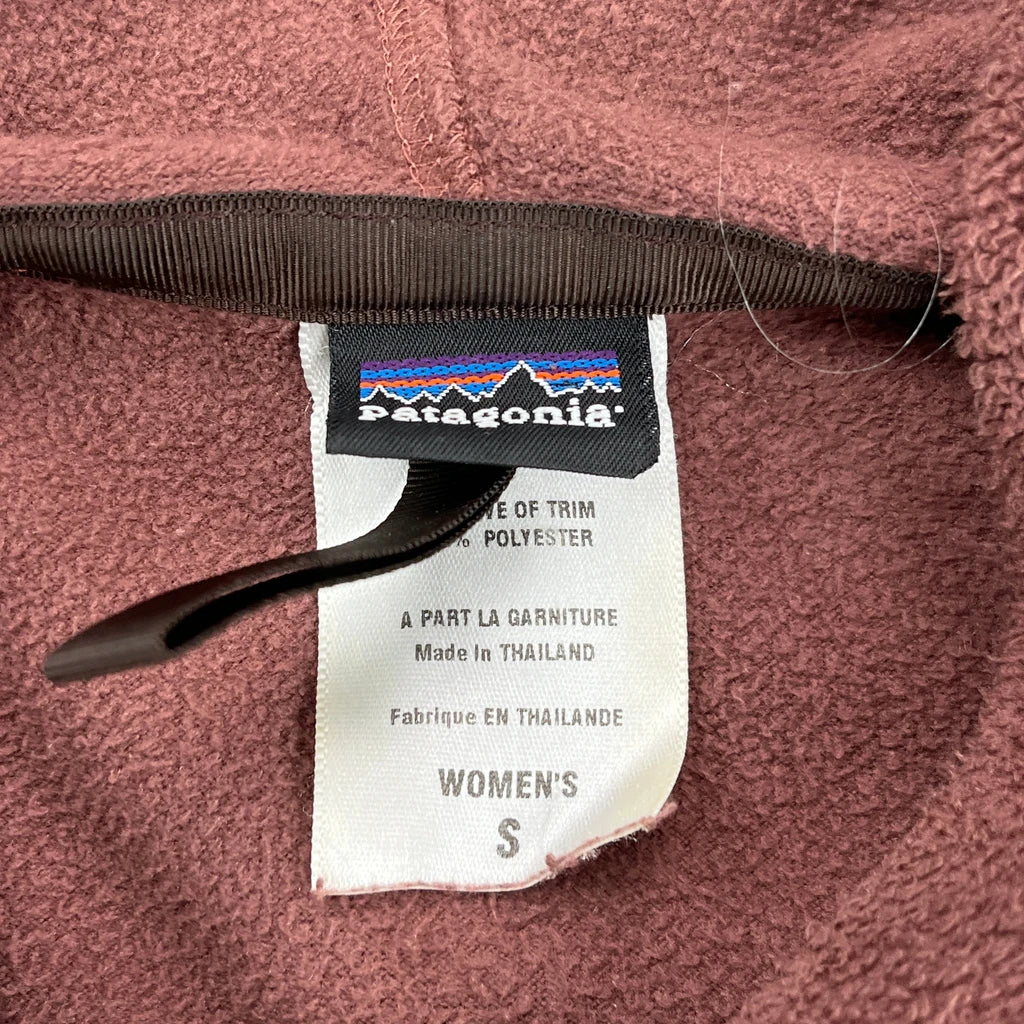 patagonia
OF TRIM
POLYESTER
A PART LA GARNITURE
Made In THAILAND
Fabrique EN THAILANDE
WOMEN'S
S